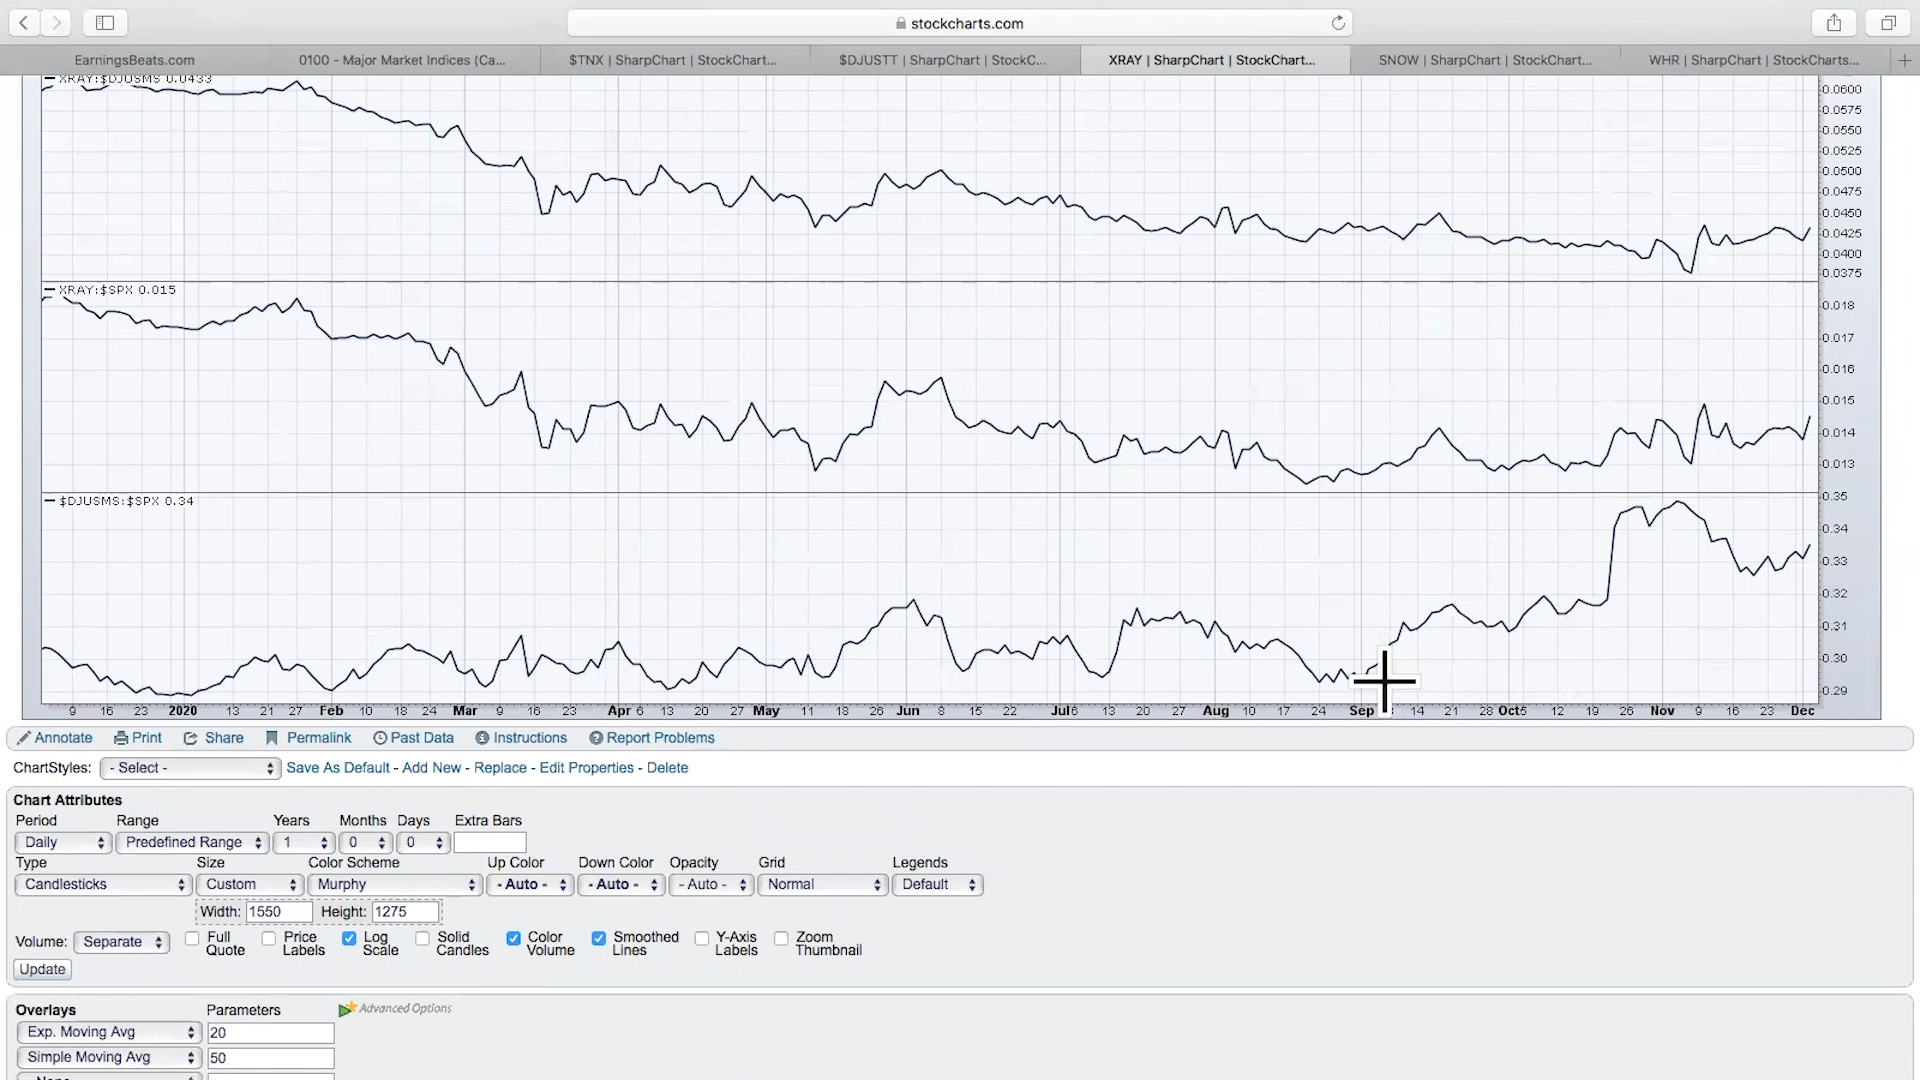 stockcharts.com
EarningsBeats.com
0100 - Major Market Indices (Ca...
$TNX | SharpChart | StockChart...
$DJUSTT | SharpChart | StockC...
XRAY | SharpChart | StockChart...
SNOW | SharpChart | StockChart...
WHR | SharpChart | StockCharts...
XRAY:$DJUSMS 0.0433
0.0600
0.0575
0.0550
0.0525
0.0500
0.0475
0.0450
0.0425
0.0400
0.0375
XRAY:$SPX 0.015
0.018
0.017
0.016
0.015
0.014
0.013
$DJUSMS:$SPX 0.34
0.35
0.34
0.33
0.32
0.31
0.30
0.29
9 16 23 2020 13 21 27 Feb 10 18 24 Mar 9 16 23 Apr 6 13 20 27 May 11 18 26 Jun 8 15 22 Jul 6 13 20 27 Aug 10 17 24 Sep 14 21 28 Oct 5 12 19 26 Nov 9 16 23 Dec
Annotate Print Share Permalink Past Data Instructions Report Problems
ChartStyles: - Select - Save As Default - Add New - Replace - Edit Properties - Delete
Chart Attributes
Period Range Years Months Days Extra Bars
Daily Predefined Range 1 0 0
Type Size Color Scheme Up Color Down Color Opacity Grid Legends
Candlesticks Custom Murphy - Auto - - Auto - - Auto - Normal Default
Width: 1550 Height: 1275
Volume: Separate Full Quote Price Labels Log Scale Solid Candles Color Volume Smoothed Lines Y-Axis Labels Zoom Thumbnail
Update
Overlays Parameters Advanced Options
Exp. Moving Avg 20
Simple Moving Avg 50